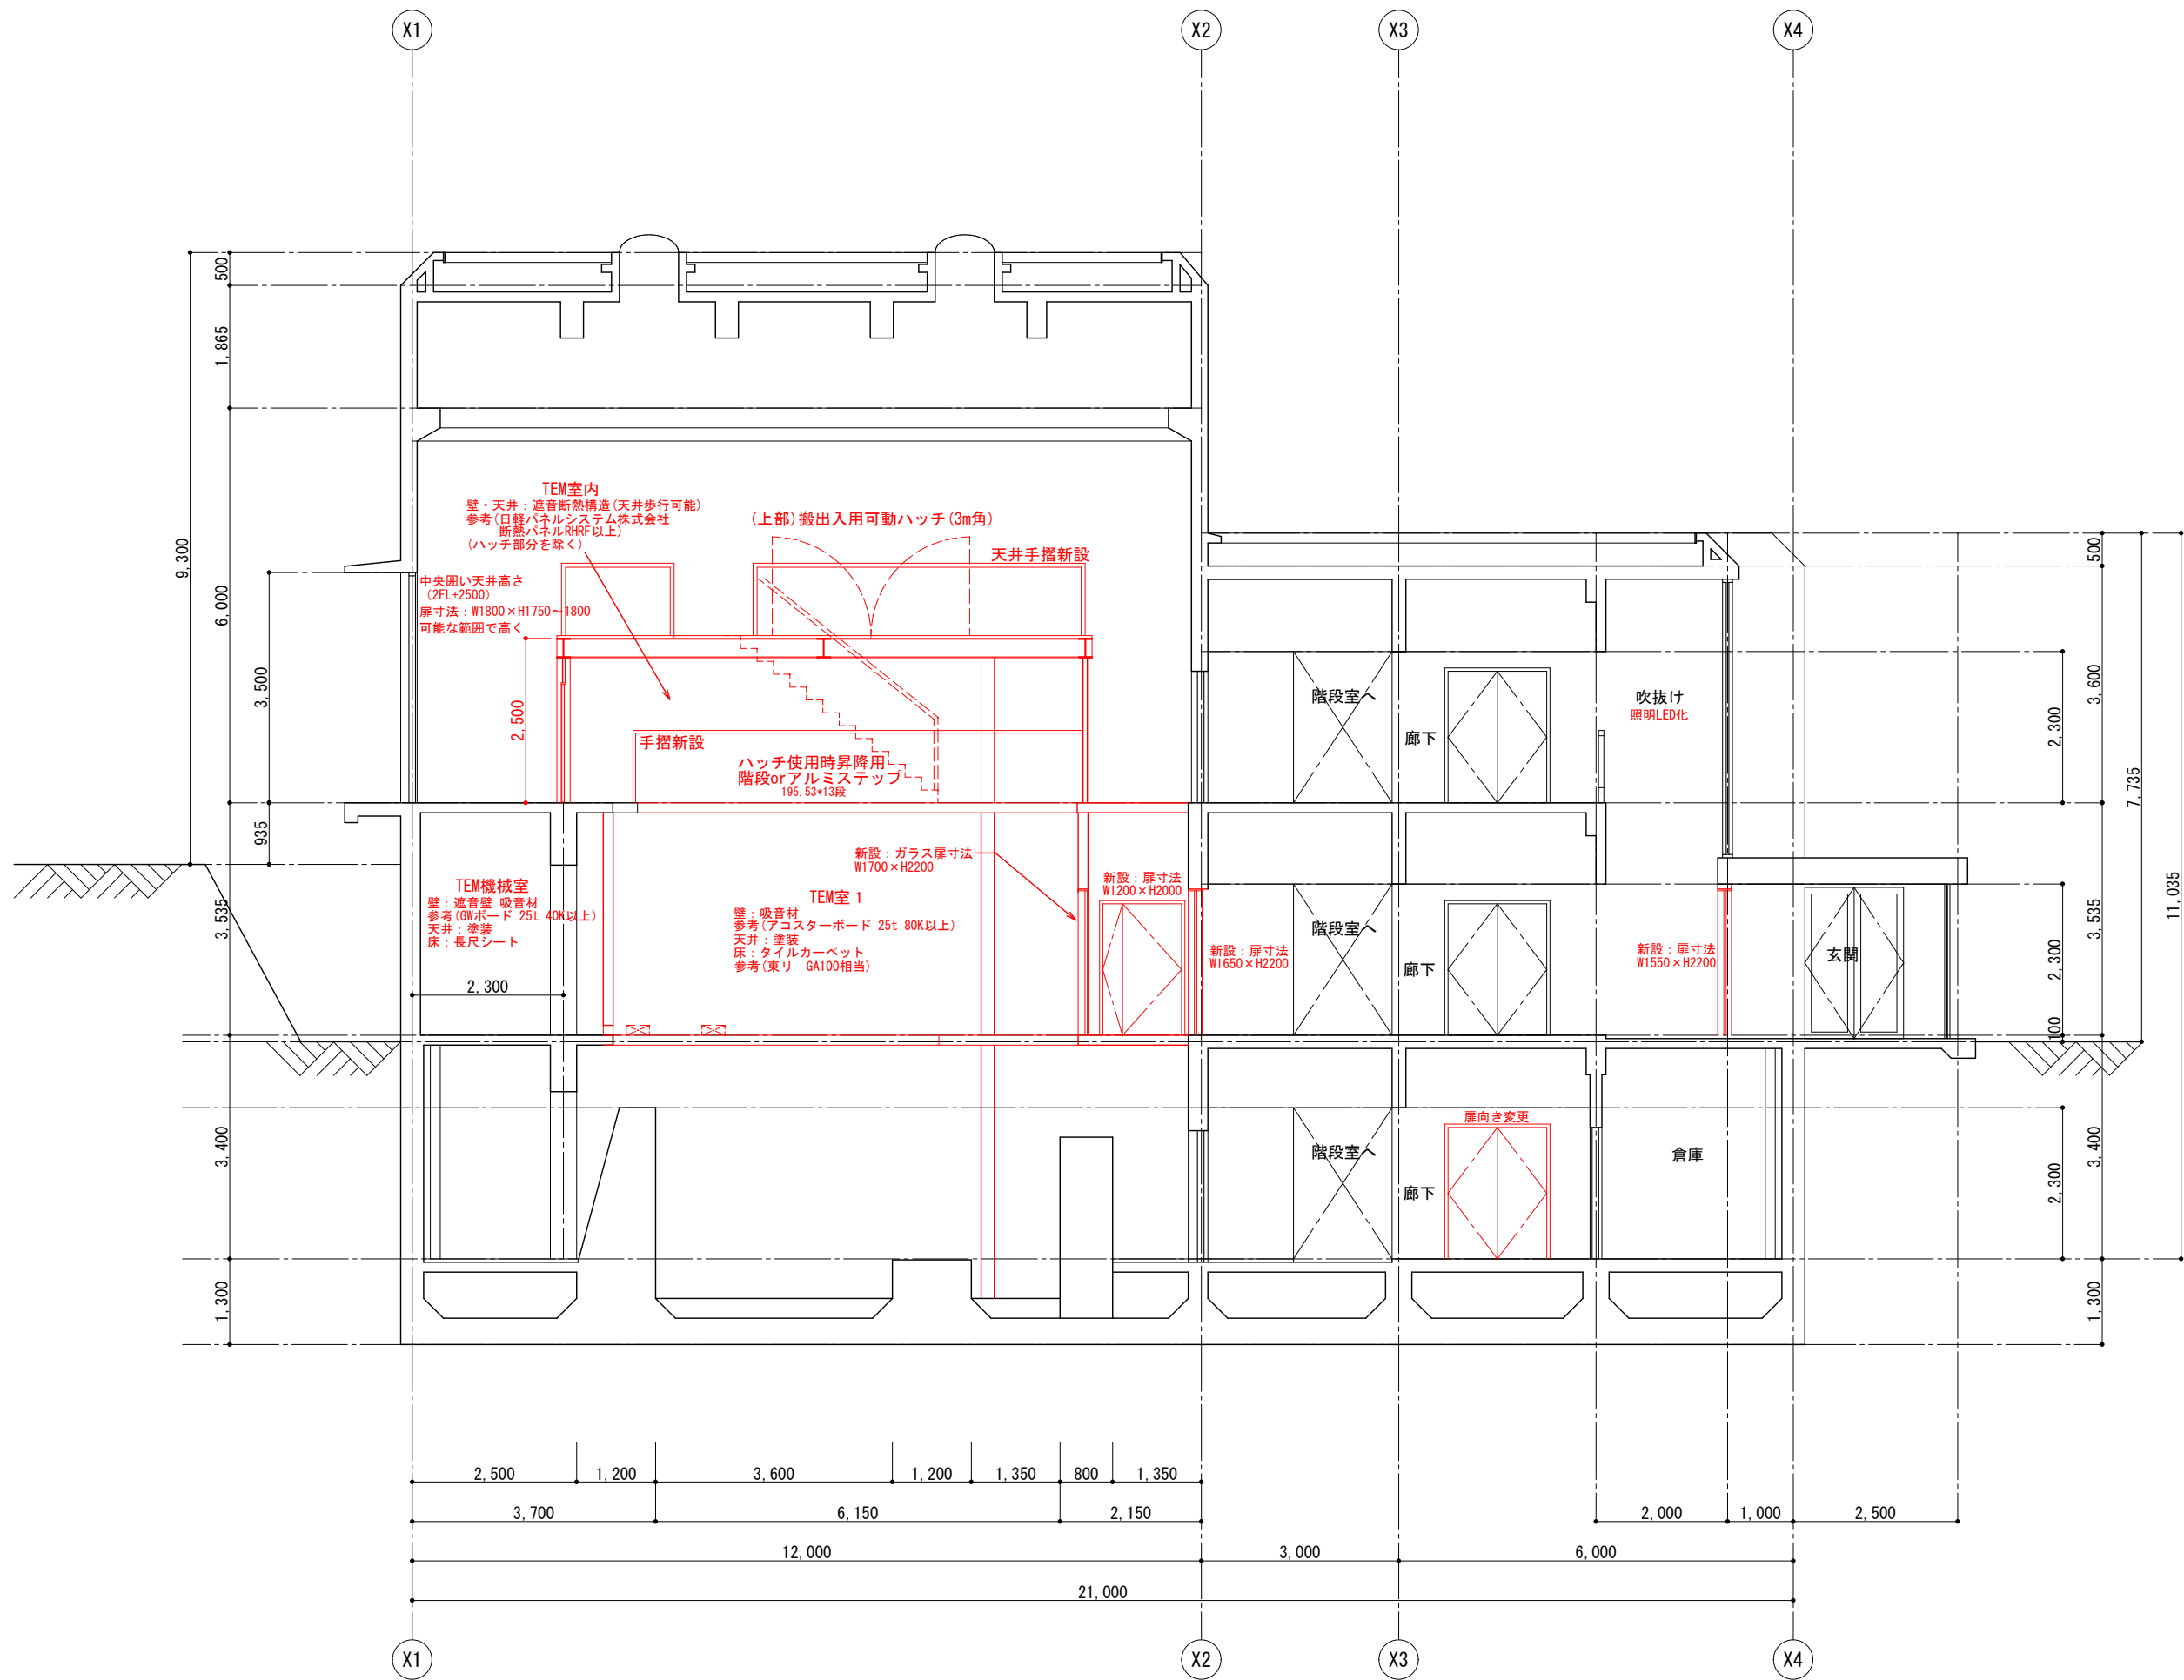 X1
X2
X3
X4
500
1,865
9,300
6,000
3,500
935
3,535
3,400
1,300
TEM室内
壁・天井：遮音断熱構造(天井歩行可能)
参考(日軽パネルシステム株式会社
断熱パネルRHRF以上)
(ハッチ部分を除く)
(上部)搬出入用可動ハッチ(3m角)
天井手摺新設
中央囲い天井高さ
(2FL+2500)
扉寸法：W1800×H1750～1800
可能な範囲で高く
2,500
手摺新設
ハッチ使用時昇降用
階段orアルミステップ
195.53*13段
階段室へ
廊下
吹抜け
照明LED化
500
3,600
2,300
7,735
11,035
新設：ガラス扉寸法
W1700×H2200
TEM機械室
壁：遮音壁 吸音材
参考(GWボード 25t 40K以上)
天井：塗装
床：長尺シート
2,300
TEM室１
壁：吸音材
参考(アコスターボード 25t 80K以上)
天井：塗装
床：タイルカーペット
参考(東リ　GA100相当)
新設：扉寸法
W1200×H2000
新設：扉寸法
W1650×H2200
階段室へ
廊下
新設：扉寸法
W1550×H2200
玄関
3,535
2,300
100
扉向き変更
階段室へ
廊下
倉庫
3,400
2,300
1,300
2,500
1,200
3,600
1,200
1,350
800
1,350
3,700
6,150
2,150
2,000
1,000
2,500
12,000
3,000
6,000
21,000
X1
X2
X3
X4